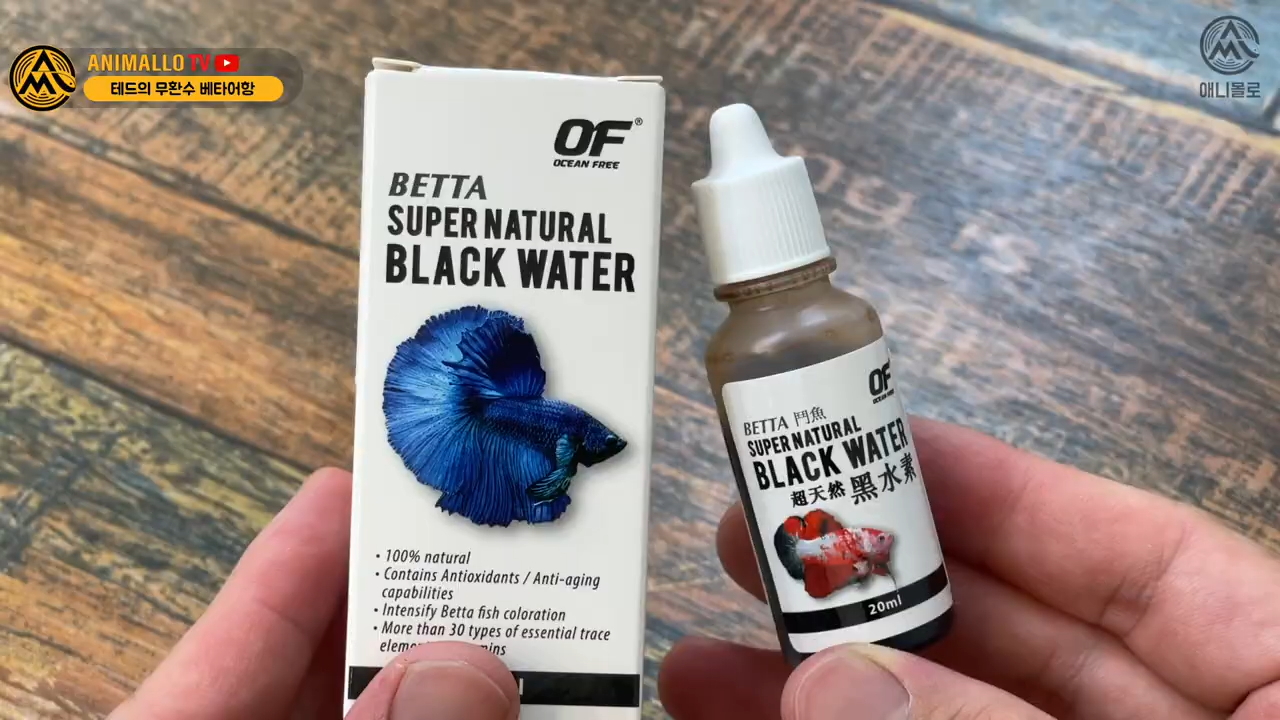 ANIMALLO TV
테드의 무환수 베타어항
애니몰로
OF®
OCEAN FREE
BETTA
SUPER NATURAL
BLACK WATER
• 100% natural
• Contains Antioxidants / Anti-aging
capabilities
• Intensify Betta fish coloration
• More than 30 types of essential trace
OF
OCEAN FREE
BETTA 鬥魚
SUPER NATURAL
BLACK WATER
超天然 黑水素
20ml